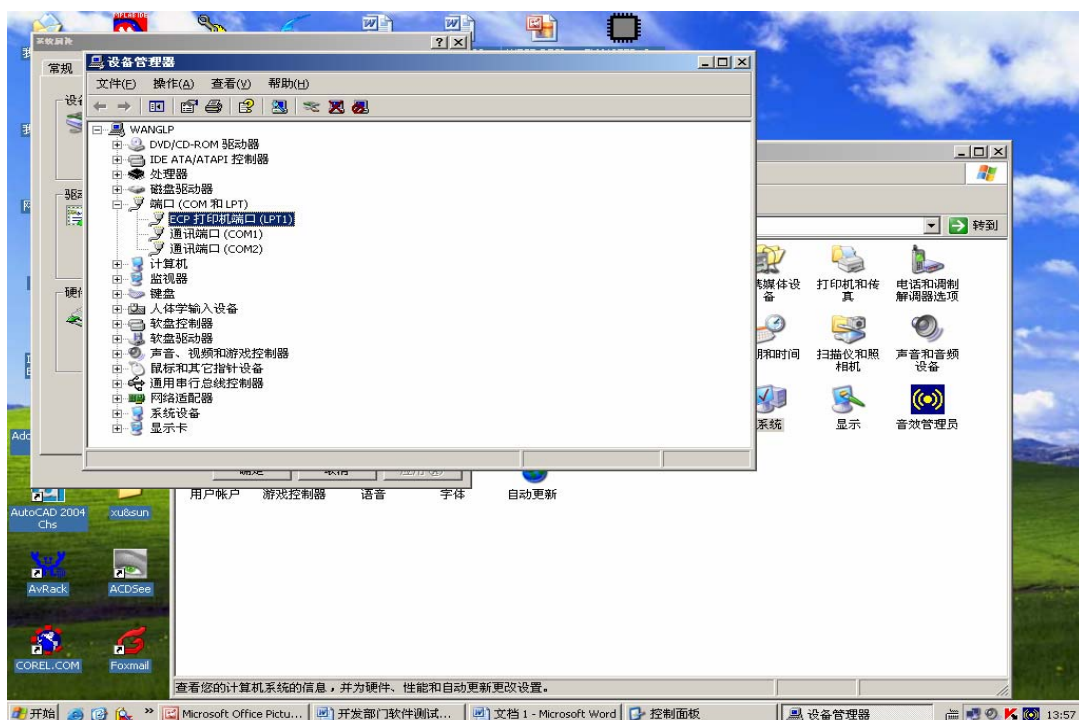 系统属性
常规
设备管理器
文件(F) 操作(A) 查看(V) 帮助(H)
WANGLP
DVD/CD-ROM 驱动器
IDE ATA/ATAPI 控制器
处理器
磁盘驱动器
端口 (COM 和 LPT)
ECP 打印机端口 (LPT1)
通讯端口 (COM1)
通讯端口 (COM2)
计算机
监视器
键盘
人体学输入设备
软盘控制器
软盘驱动器
声音、视频和游戏控制器
鼠标和其它指针设备
通用串行总线控制器
网络适配器
系统设备
显示卡
转到
打印机和传真
电话和调制
解调器选项
扫描仪和照
相机
声音和音频
设备
系统
显示
音效管理员
用户帐户
游戏控制器
语音
字体
自动更新
AutoCAD 2004
Chs
xu&sun
AvRack
ACDSee
COREL.COM
Foxmail
查看您的计算机系统的信息，并为硬件、性能和自动更新更改设置。
开始
Microsoft Office Pictu...
开发部门软件测试...
文档 1 - Microsoft Word
控制面板
设备管理器
13:57